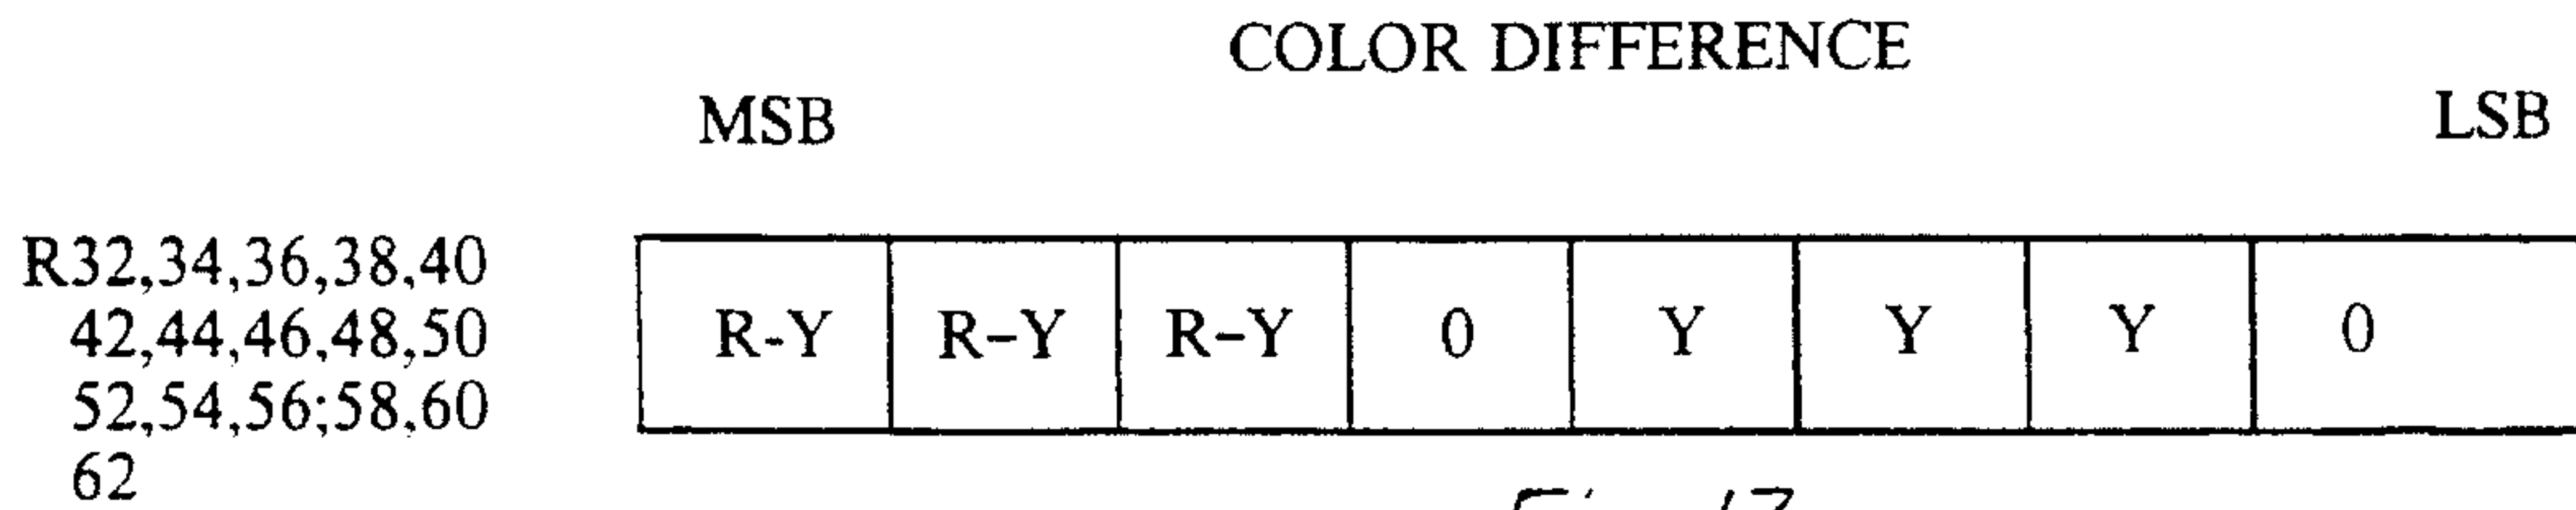 COLOR DIFFERENCE
MSB LSB
R32,34,36,38,40
42,44,46,48,50
52,54,56;58,60
62
R-Y R-Y R-Y 0 Y Y Y 0